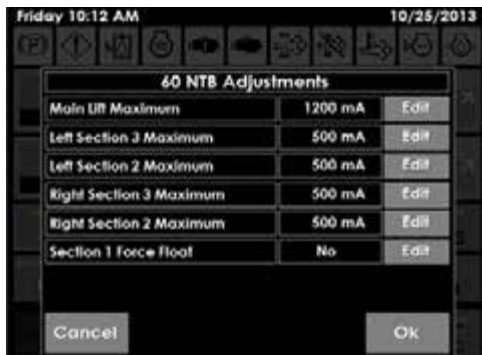 Friday 10:12 AM 10/25/2013
60 NTB Adjustments
Main Lift Maximum 1200 mA Edit
Left Section 3 Maximum 500 mA Edit
Left Section 2 Maximum 500 mA Edit
Right Section 3 Maximum 500 mA Edit
Right Section 2 Maximum 500 mA Edit
Section 1 Force Float No Edit
Cancel Ok